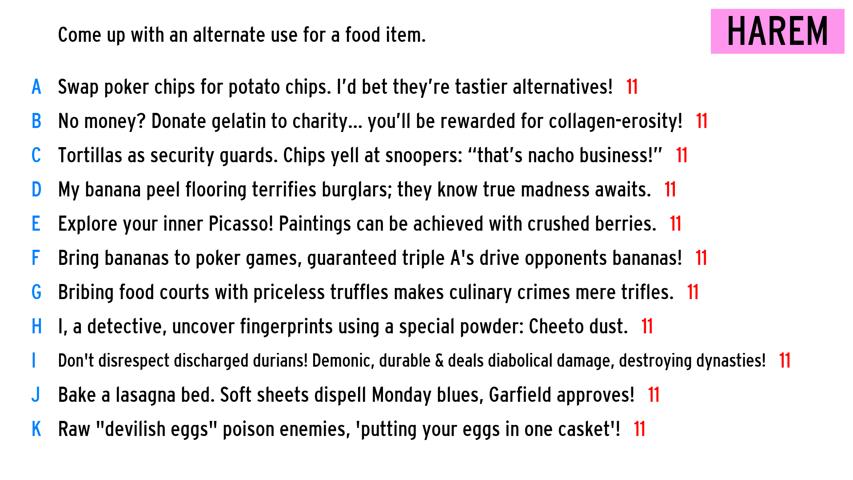 Come up with an alternate use for a food item.
HAREM
A Swap poker chips for potato chips. I'd bet they're tastier alternatives! 11
B No money? Donate gelatin to charity... you'll be rewarded for collagen-erosity! 11
C Tortillas as security guards. Chips yell at snoopers: “that's nacho business!” 11
D My banana peel flooring terrifies burglars; they know true madness awaits. 11
E Explore your inner Picasso! Paintings can be achieved with crushed berries. 11
F Bring bananas to poker games, guaranteed triple A's drive opponents bananas! 11
G Bribing food courts with priceless truffles makes culinary crimes mere trifles. 11
H I, a detective, uncover fingerprints using a special powder: Cheeto dust. 11
I Don't disrespect discharged durians! Demonic, durable & deals diabolical damage, destroying dynasties! 11
J Bake a lasagna bed. Soft sheets dispell Monday blues, Garfield approves! 11
K Raw "devilish eggs" poison enemies, 'putting your eggs in one casket'! 11